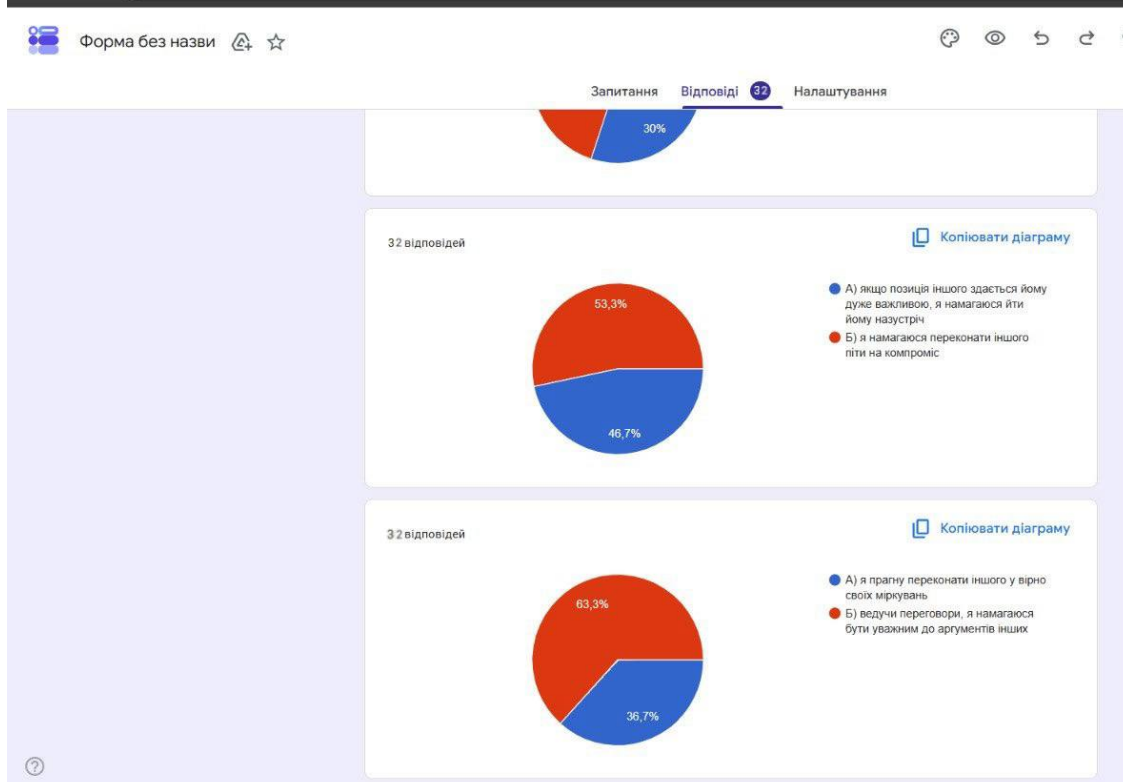 Форма без назви
Запитання Відповіді 32 Налаштування
30%
32 відповідей
Копіювати діаграму
53,3%
46,7%
А) якщо позиція іншого здається йому
дуже важливою, я намагаюся йти
йому назустріч
Б) я намагаюся переконати іншого
піти на компроміс
32 відповідей
Копіювати діаграму
63,3%
36,7%
А) я прагну переконати іншого у вірно
своїх міркувань
Б) ведучи переговори, я намагаюся
бути уважним до аргументів інших